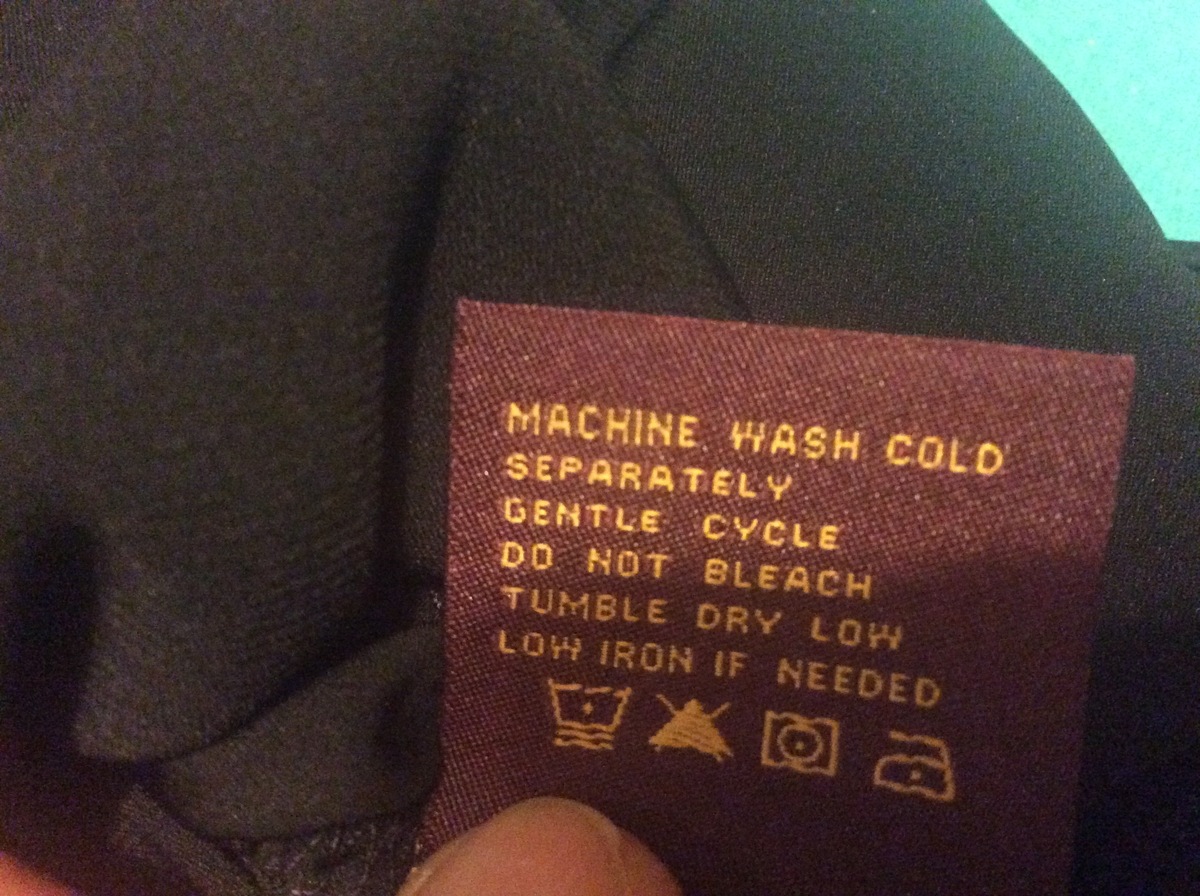 MACHINE WASH COLD
SEPARATELY
GENTLE CYCLE
DO NOT BLEACH
TUMBLE DRY LOW
LOW IRON IF NEEDED